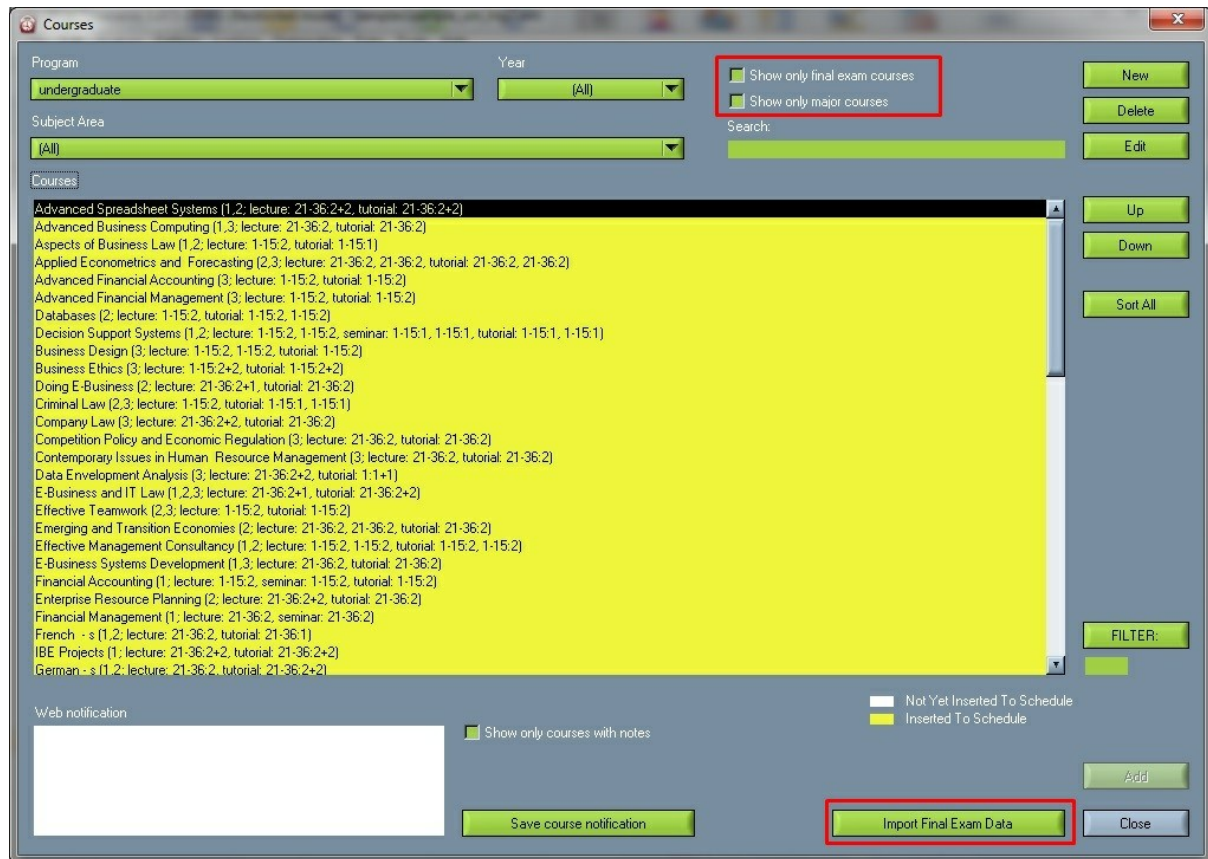 Courses
Program
Year
undergraduate
(All)
Show only final exam courses
Show only major courses
New
Delete
Edit
Subject Area
Search:
(All)
Courses
Advanced Spreadsheet Systems (1,2; lecture: 21-36:2+2, tutorial: 21-36:2+2)
Advanced Business Computing (1,3; lecture: 21-36:2, tutorial: 21-36:2)
Aspects of Business Law (1,2; lecture: 1-15:2, tutorial: 1-15:1)
Applied Econometrics and Forecasting (2,3; lecture: 21-36:2, 21-36:2, tutorial: 21-36:2, 21-36:2)
Advanced Financial Accounting (3; lecture: 1-15:2, tutorial: 1-15:2)
Advanced Financial Management (3; lecture: 1-15:2, tutorial: 1-15:2)
Databases (2; lecture: 1-15:2, tutorial: 1-15:2, 1-15:2)
Decision Support Systems (1,2; lecture: 1-15:2, 1-15:2, seminar: 1-15:1, 1-15:1, tutorial: 1-15:1, 1-15:1)
Business Design (3; lecture: 1-15:2, 1-15:2, tutorial: 1-15:2)
Business Ethics (3; lecture: 1-15:2+2, tutorial: 1-15:2+2)
Doing E-Business (2; lecture: 21-36:2+1, tutorial: 21-36:2)
Criminal Law (2,3; lecture: 1-15:2, tutorial: 1-15:1, 1-15:1)
Company Law (3; lecture: 21-36:2+2, tutorial: 21-36:2)
Competition Policy and Economic Regulation (3; lecture: 21-36:2, tutorial: 21-36:2)
Contemporary Issues in Human Resource Management (3; lecture: 21-36:2, tutorial: 21-36:2)
Data Envelopment Analysis (3; lecture: 21-36:2+2, tutorial: 1:1+1)
E-Business and IT Law (1,2,3; lecture: 21-36:2+1, tutorial: 21-36:2+2)
Effective Teamwork (2,3; lecture: 1-15:2, tutorial: 1-15:2)
Emerging and Transition Economies (2; lecture: 21-36:2, 21-36:2, tutorial: 21-36:2)
Effective Management Consultancy (1,2; lecture: 1-15:2, 1-15:2, tutorial: 1-15:2, 1-15:2)
E-Business Systems Development (1,3; lecture: 21-36:2, tutorial: 21-36:2)
Financial Accounting (1; lecture: 1-15:2, seminar: 1-15:2, tutorial: 1-15:2)
Enterprise Resource Planning (2; lecture: 21-36:2+2, tutorial: 21-36:2)
Financial Management (1; lecture: 21-36:2, seminar: 21-36:2)
French - s (1,2; lecture: 21-36:2, tutorial: 21-36:1)
IBE Projects (1; lecture: 21-36:2+2, tutorial: 21-36:2+2)
German - s (1,2; lecture: 21-36:2, tutorial: 21-36:2+2)
Up
Down
Sort All
FILTER:
Web notification
Show only courses with notes
Not Yet Inserted To Schedule
Inserted To Schedule
Add
Save course notification
Import Final Exam Data
Close